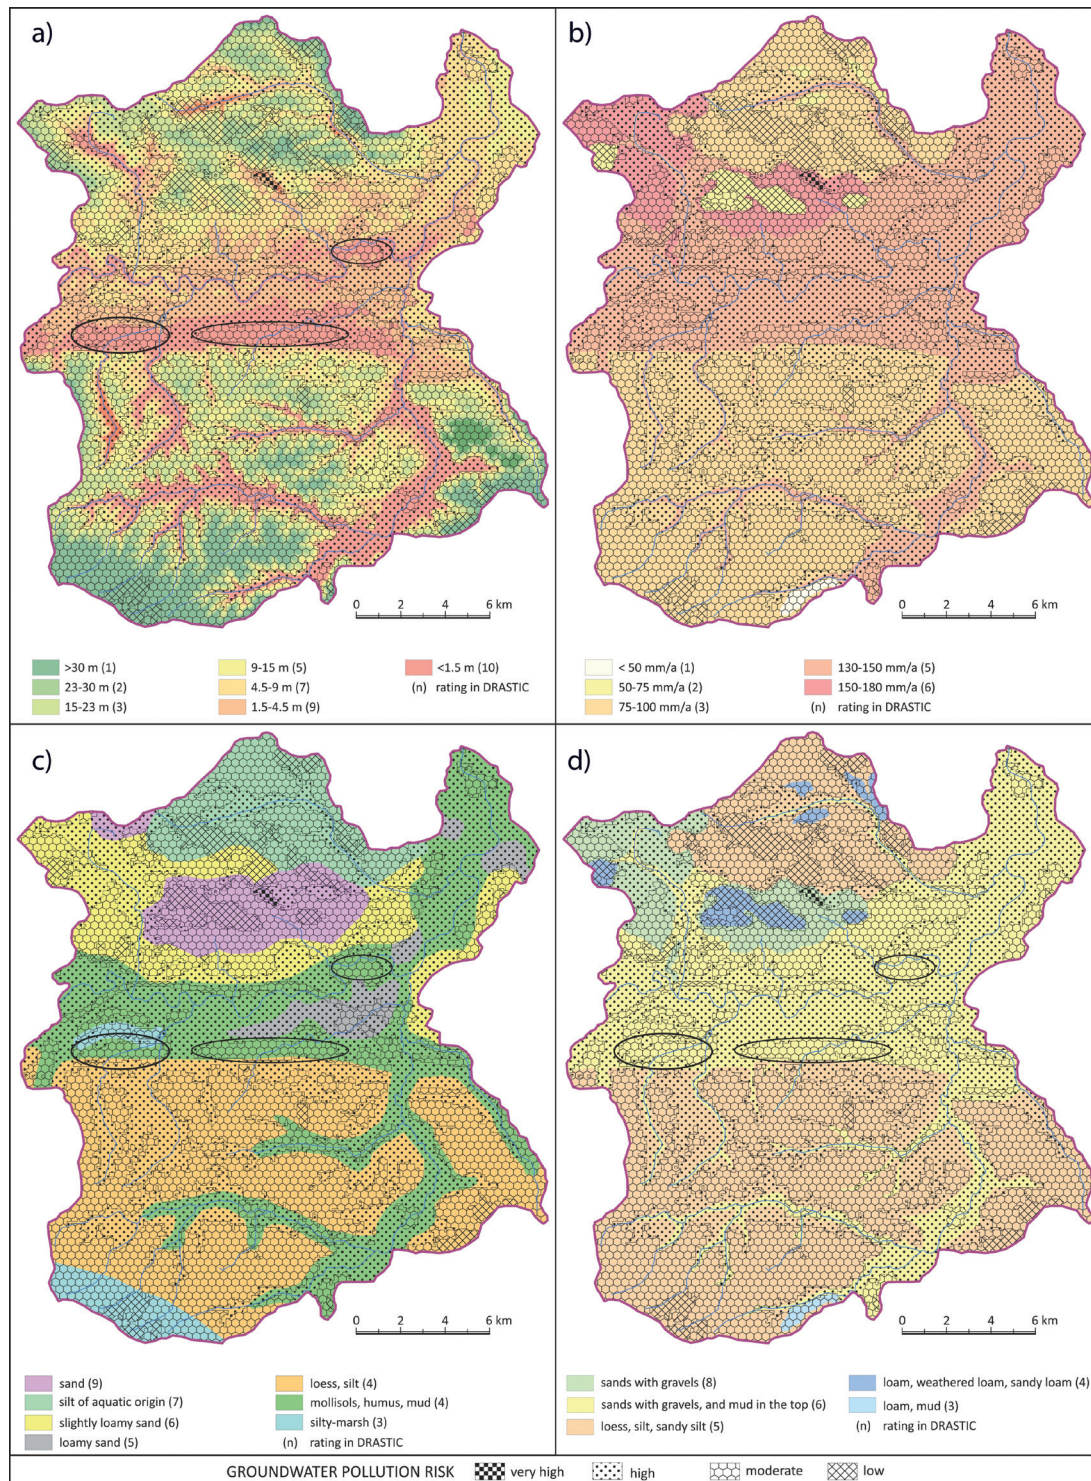 a)
b)
0 2 4 6 km
0 2 4 6 km
>30 m (1)
23-30 m (2)
15-23 m (3)
9-15 m (5)
4.5-9 m (7)
1.5-4.5 m (9)
<1.5 m (10)
(n) rating in DRASTIC
< 50 mm/a (1)
50-75 mm/a (2)
75-100 mm/a (3)
130-150 mm/a (5)
150-180 mm/a (6)
(n) rating in DRASTIC
c)
d)
0 2 4 6 km
0 2 4 6 km
sand (9)
silt of aquatic origin (7)
slightly loamy sand (6)
loamy sand (5)
loess, silt (4)
mollisols, humus, mud (4)
silty-marsh (3)
(n) rating in DRASTIC
sands with gravels (8)
sands with gravels, and mud in the top (6)
loess, silt, sandy silt (5)
loam, weathered loam, sandy loam (4)
loam, mud (3)
(n) rating in DRASTIC
GROUNDWATER POLLUTION RISK very high high moderate low